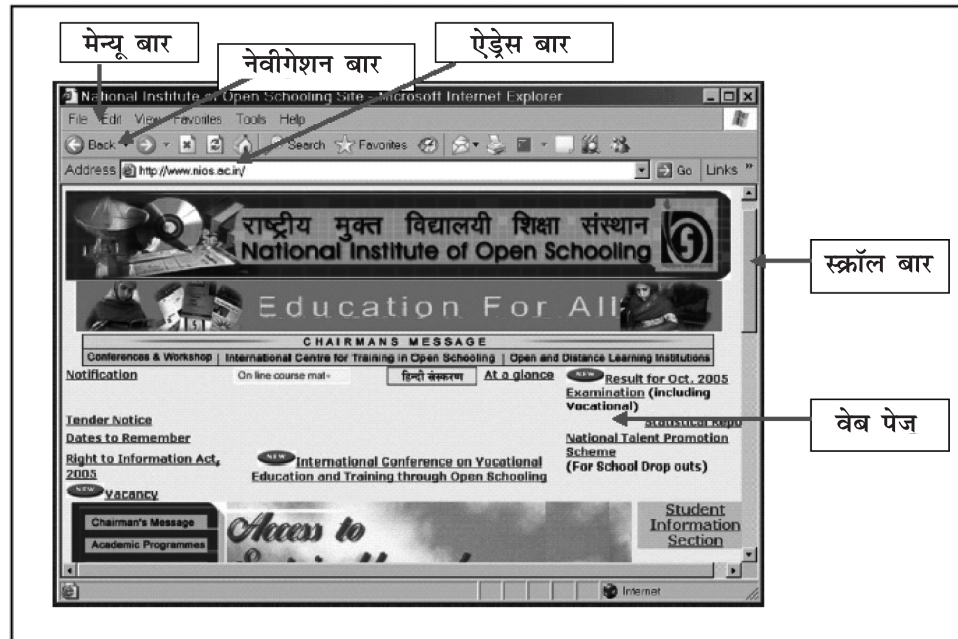 मेन्यू बार
ऐड्रेस बार
नेवीगेशन बार
National Institute of Open Schooling Site - Microsoft Internet Explorer
File Edit View Favorites Tools Help
Back Search Favorites
Address http://www.nios.ac.in/ Go Links »
राष्ट्रीय मुक्त विद्यालयी शिक्षा संस्थान
National Institute of Open Schooling
स्क्रॉल बार
Education For All
CHAIRMANS MESSAGE
Conferences & Workshop | International Centre for Training in Open Schooling | Open and Distance Learning Institutions
Notification On line course mat- हिन्दी संस्करण At a glance NEW Result for Oct. 2005
Examination (including
Vocational)
Tender Notice Statistical Repo
वेब पेज
Dates to Remember National Talent Promotion
Scheme
Right to Information Act, NEW International Conference on Vocational (For School Drop outs)
2005 Education and Training through Open Schooling
NEW Vacancy
Chairman's Message
Academic Programmes
Access to
Student
Information
Section
Internet